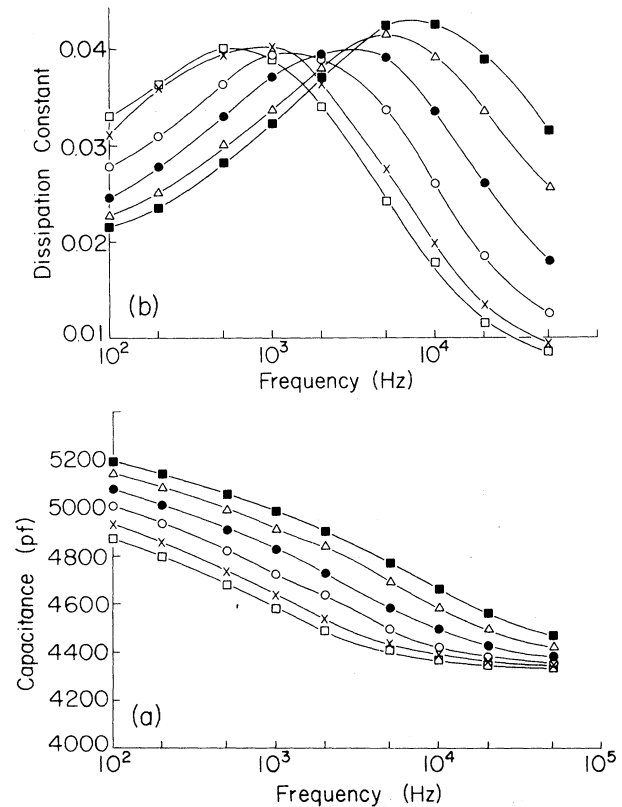 0.04
0.03
0.02
0.01
Dissipation Constant
(b)
10² 10³ 10⁴
Frequency (Hz)
5200
5000
4800
4600
4400
4200
4000
Capacitance (pf)
(a)
10² 10³ 10⁴ 10⁵
Frequency (Hz)